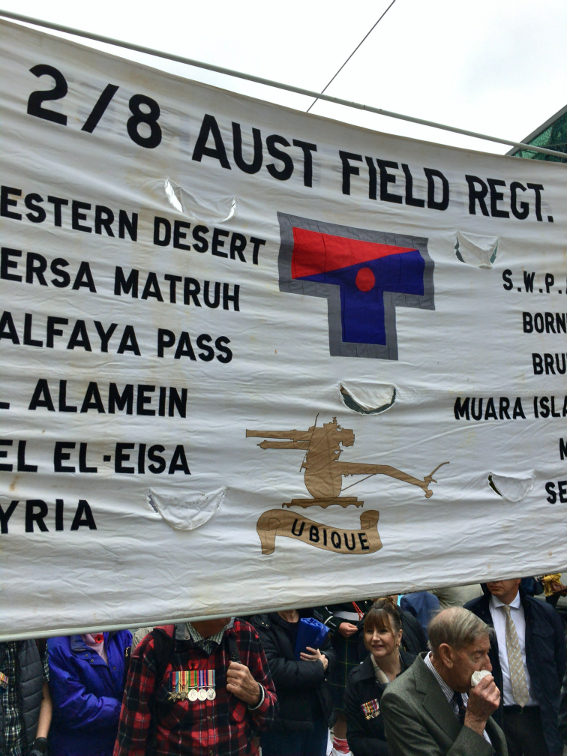 2/8 AUST FIELD REGT.
ESTERN DESERT
ERSA MATRUH
ALFAYA PASS
L ALAMEIN
EL EL-EISA
YRIA
S.W.P.
BORN
BRU
MUARA ISLA
SE
UBIQUE